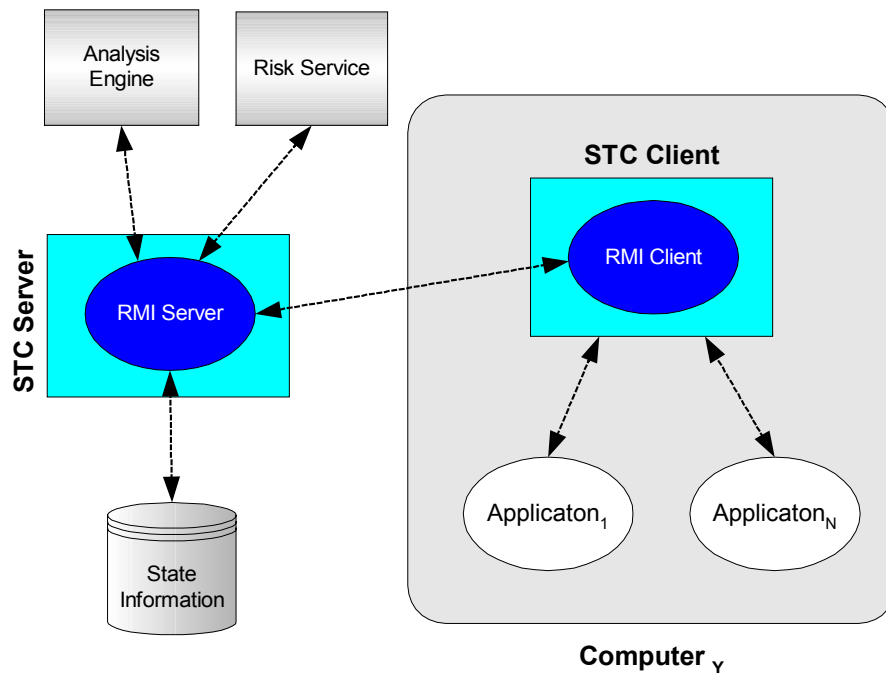 Analysis
Engine
Risk Service
STC Client
RMI Client
STC Server
RMI Server
Applicaton1
ApplicatonN
State
Information
Computer Y